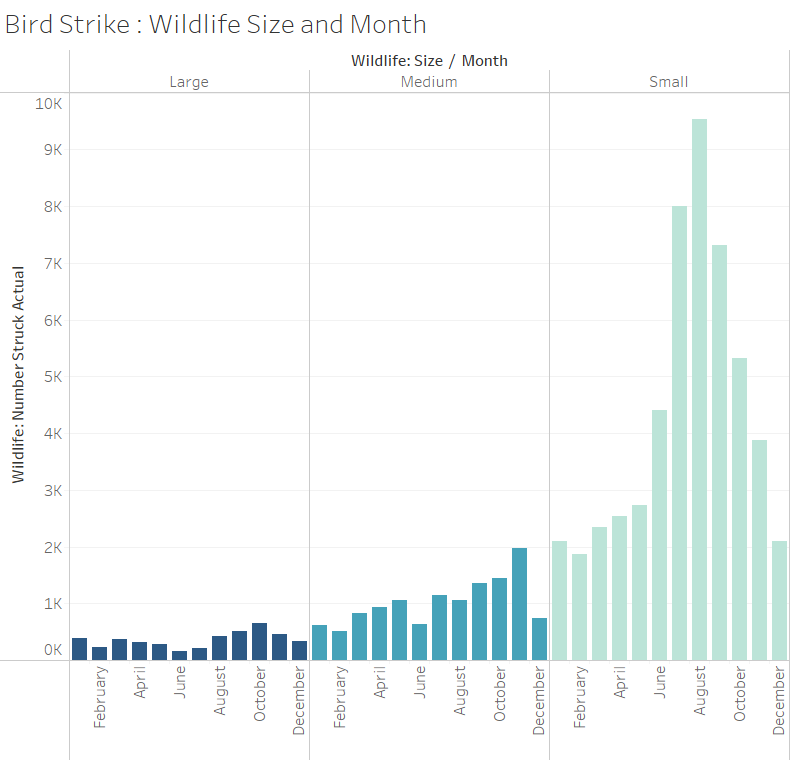 Bird Strike : Wildlife Size and Month
Wildlife: Size / Month
Large Medium Small
Wildlife: Number Struck Actual
10K
9K
8K
7K
6K
5K
4K
3K
2K
1K
0K
February April June August October December February April June August October December February April June August October December